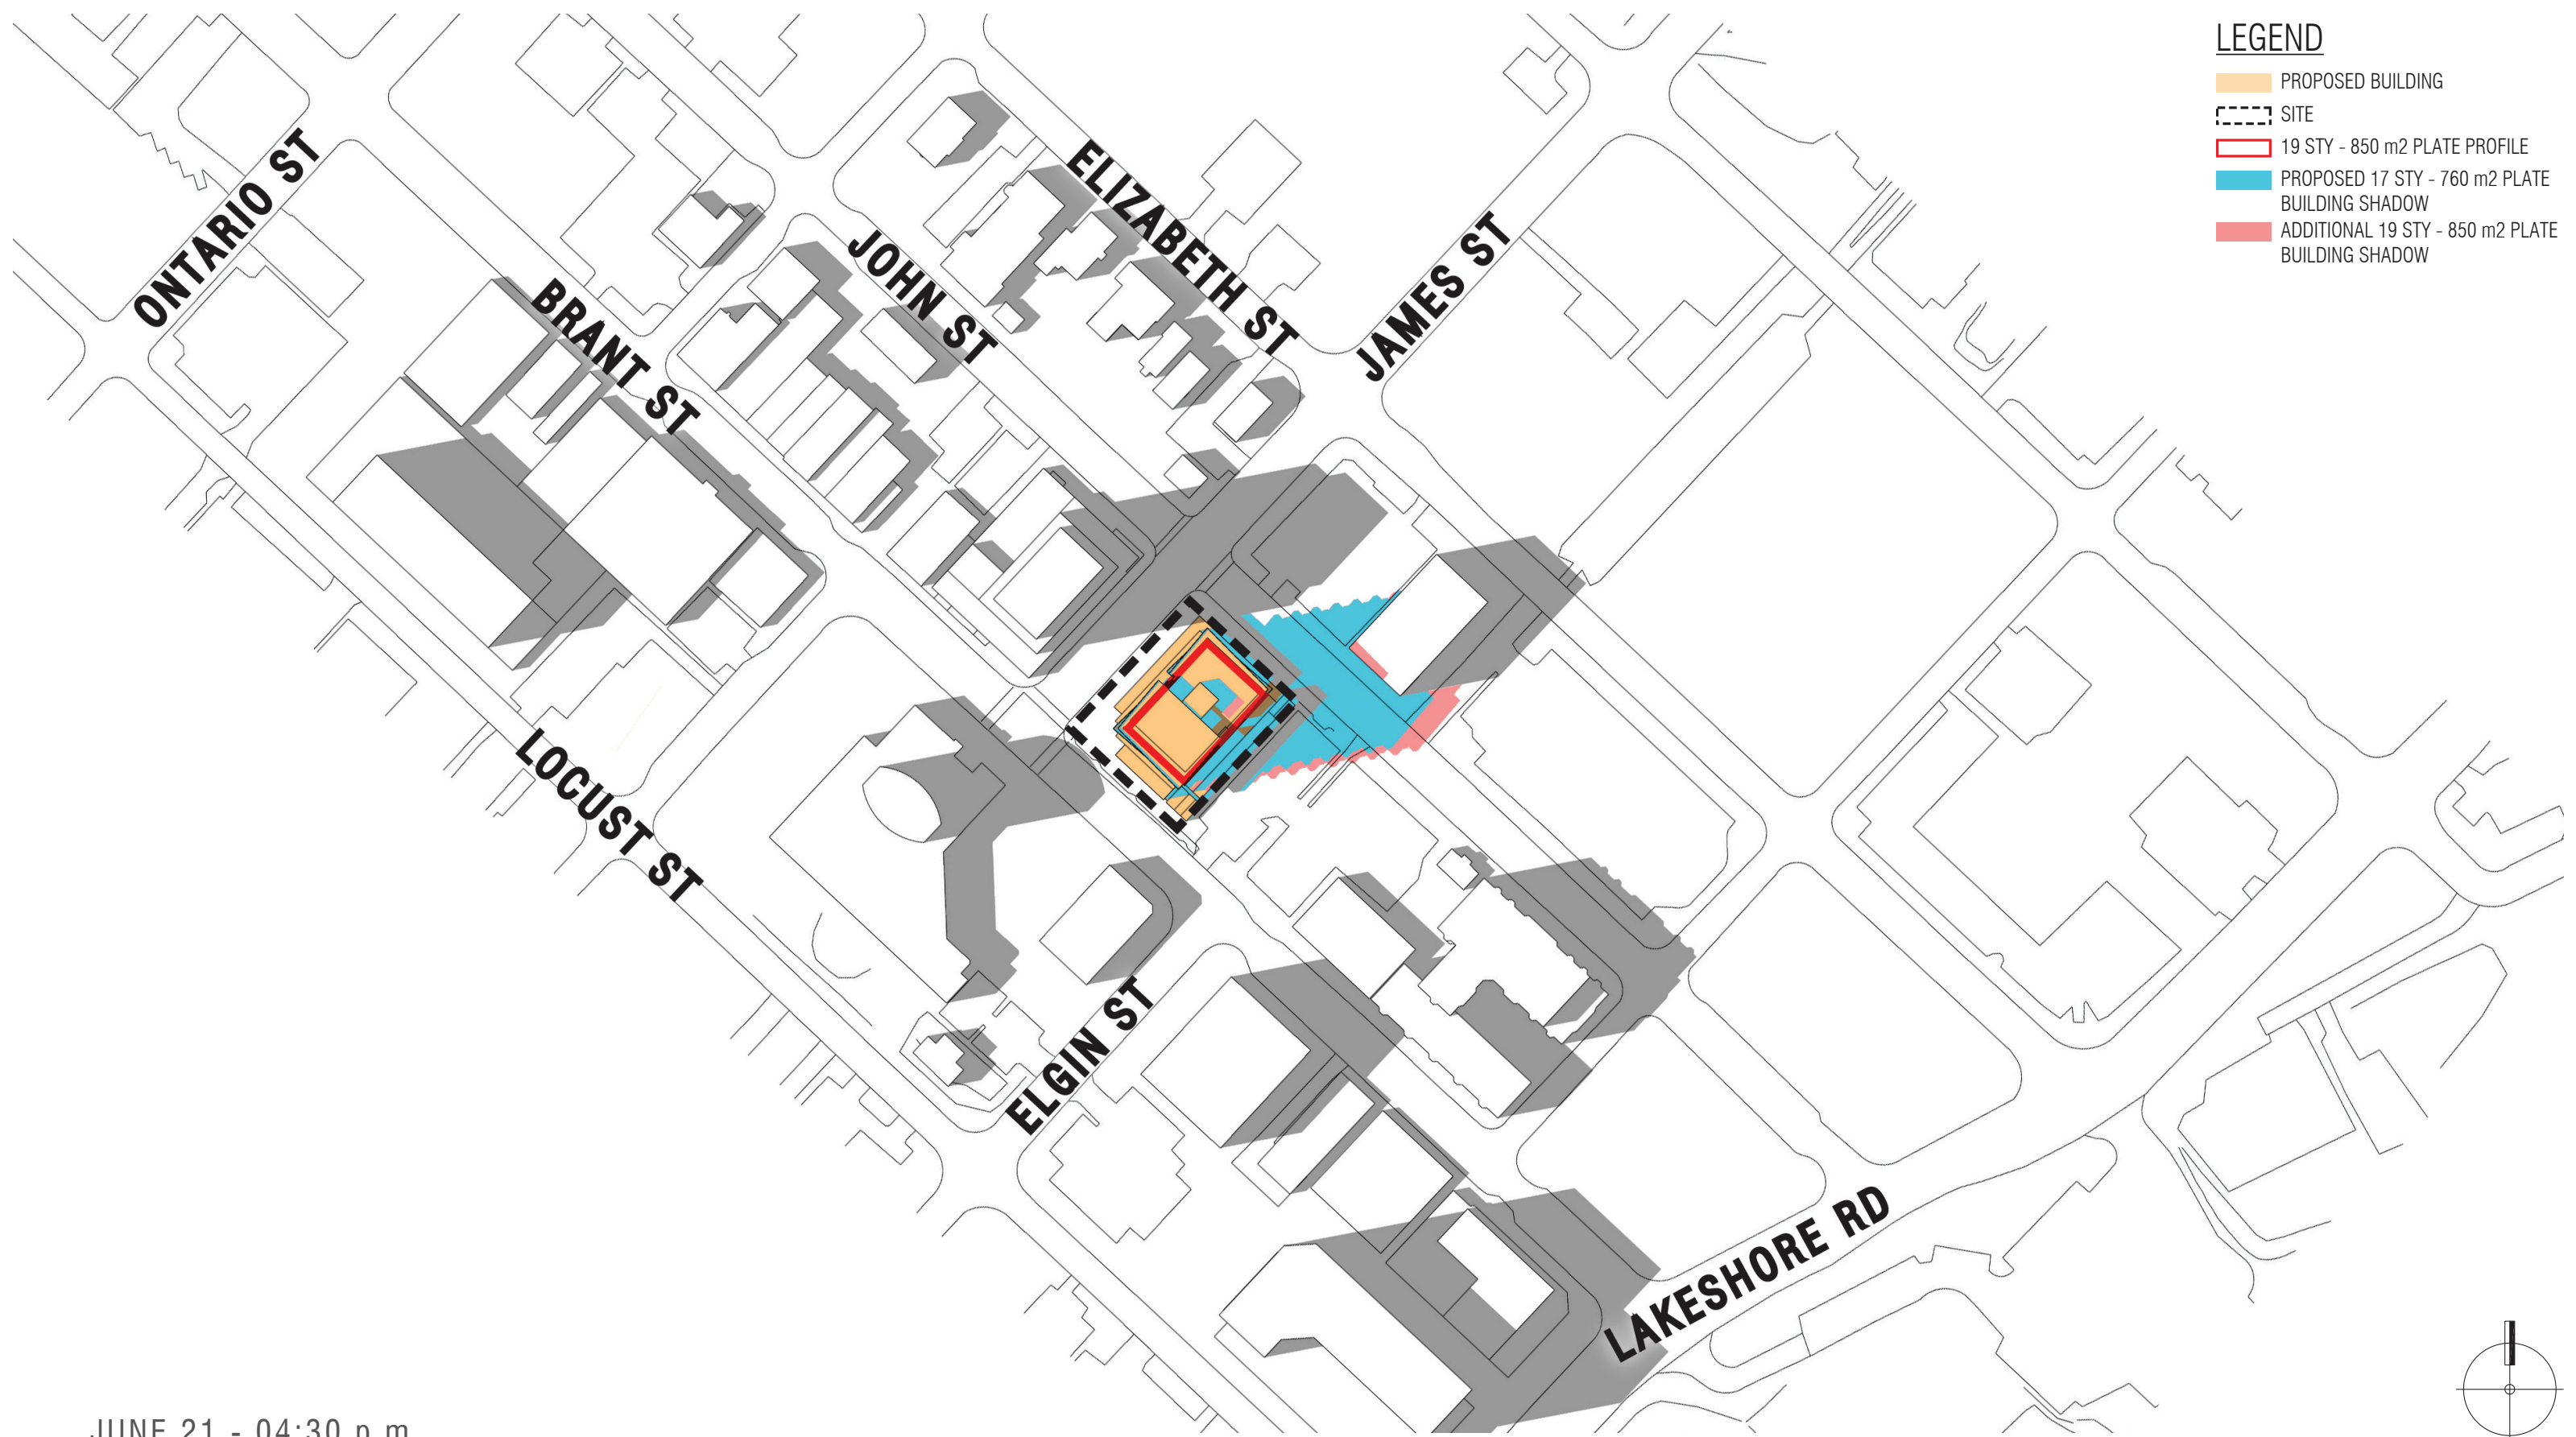 LEGEND
PROPOSED BUILDING
SITE
19 STY - 850 m2 PLATE PROFILE
PROPOSED 17 STY - 760 m2 PLATE
BUILDING SHADOW
ADDITIONAL 19 STY - 850 m2 PLATE
BUILDING SHADOW
ELIZABETH ST
ONTARIO ST
JOHN ST
JAMES ST
BRANT ST
LOCUST ST
ELGIN ST
LAKESHORE RD
JUNE 21 - 04:30 p.m